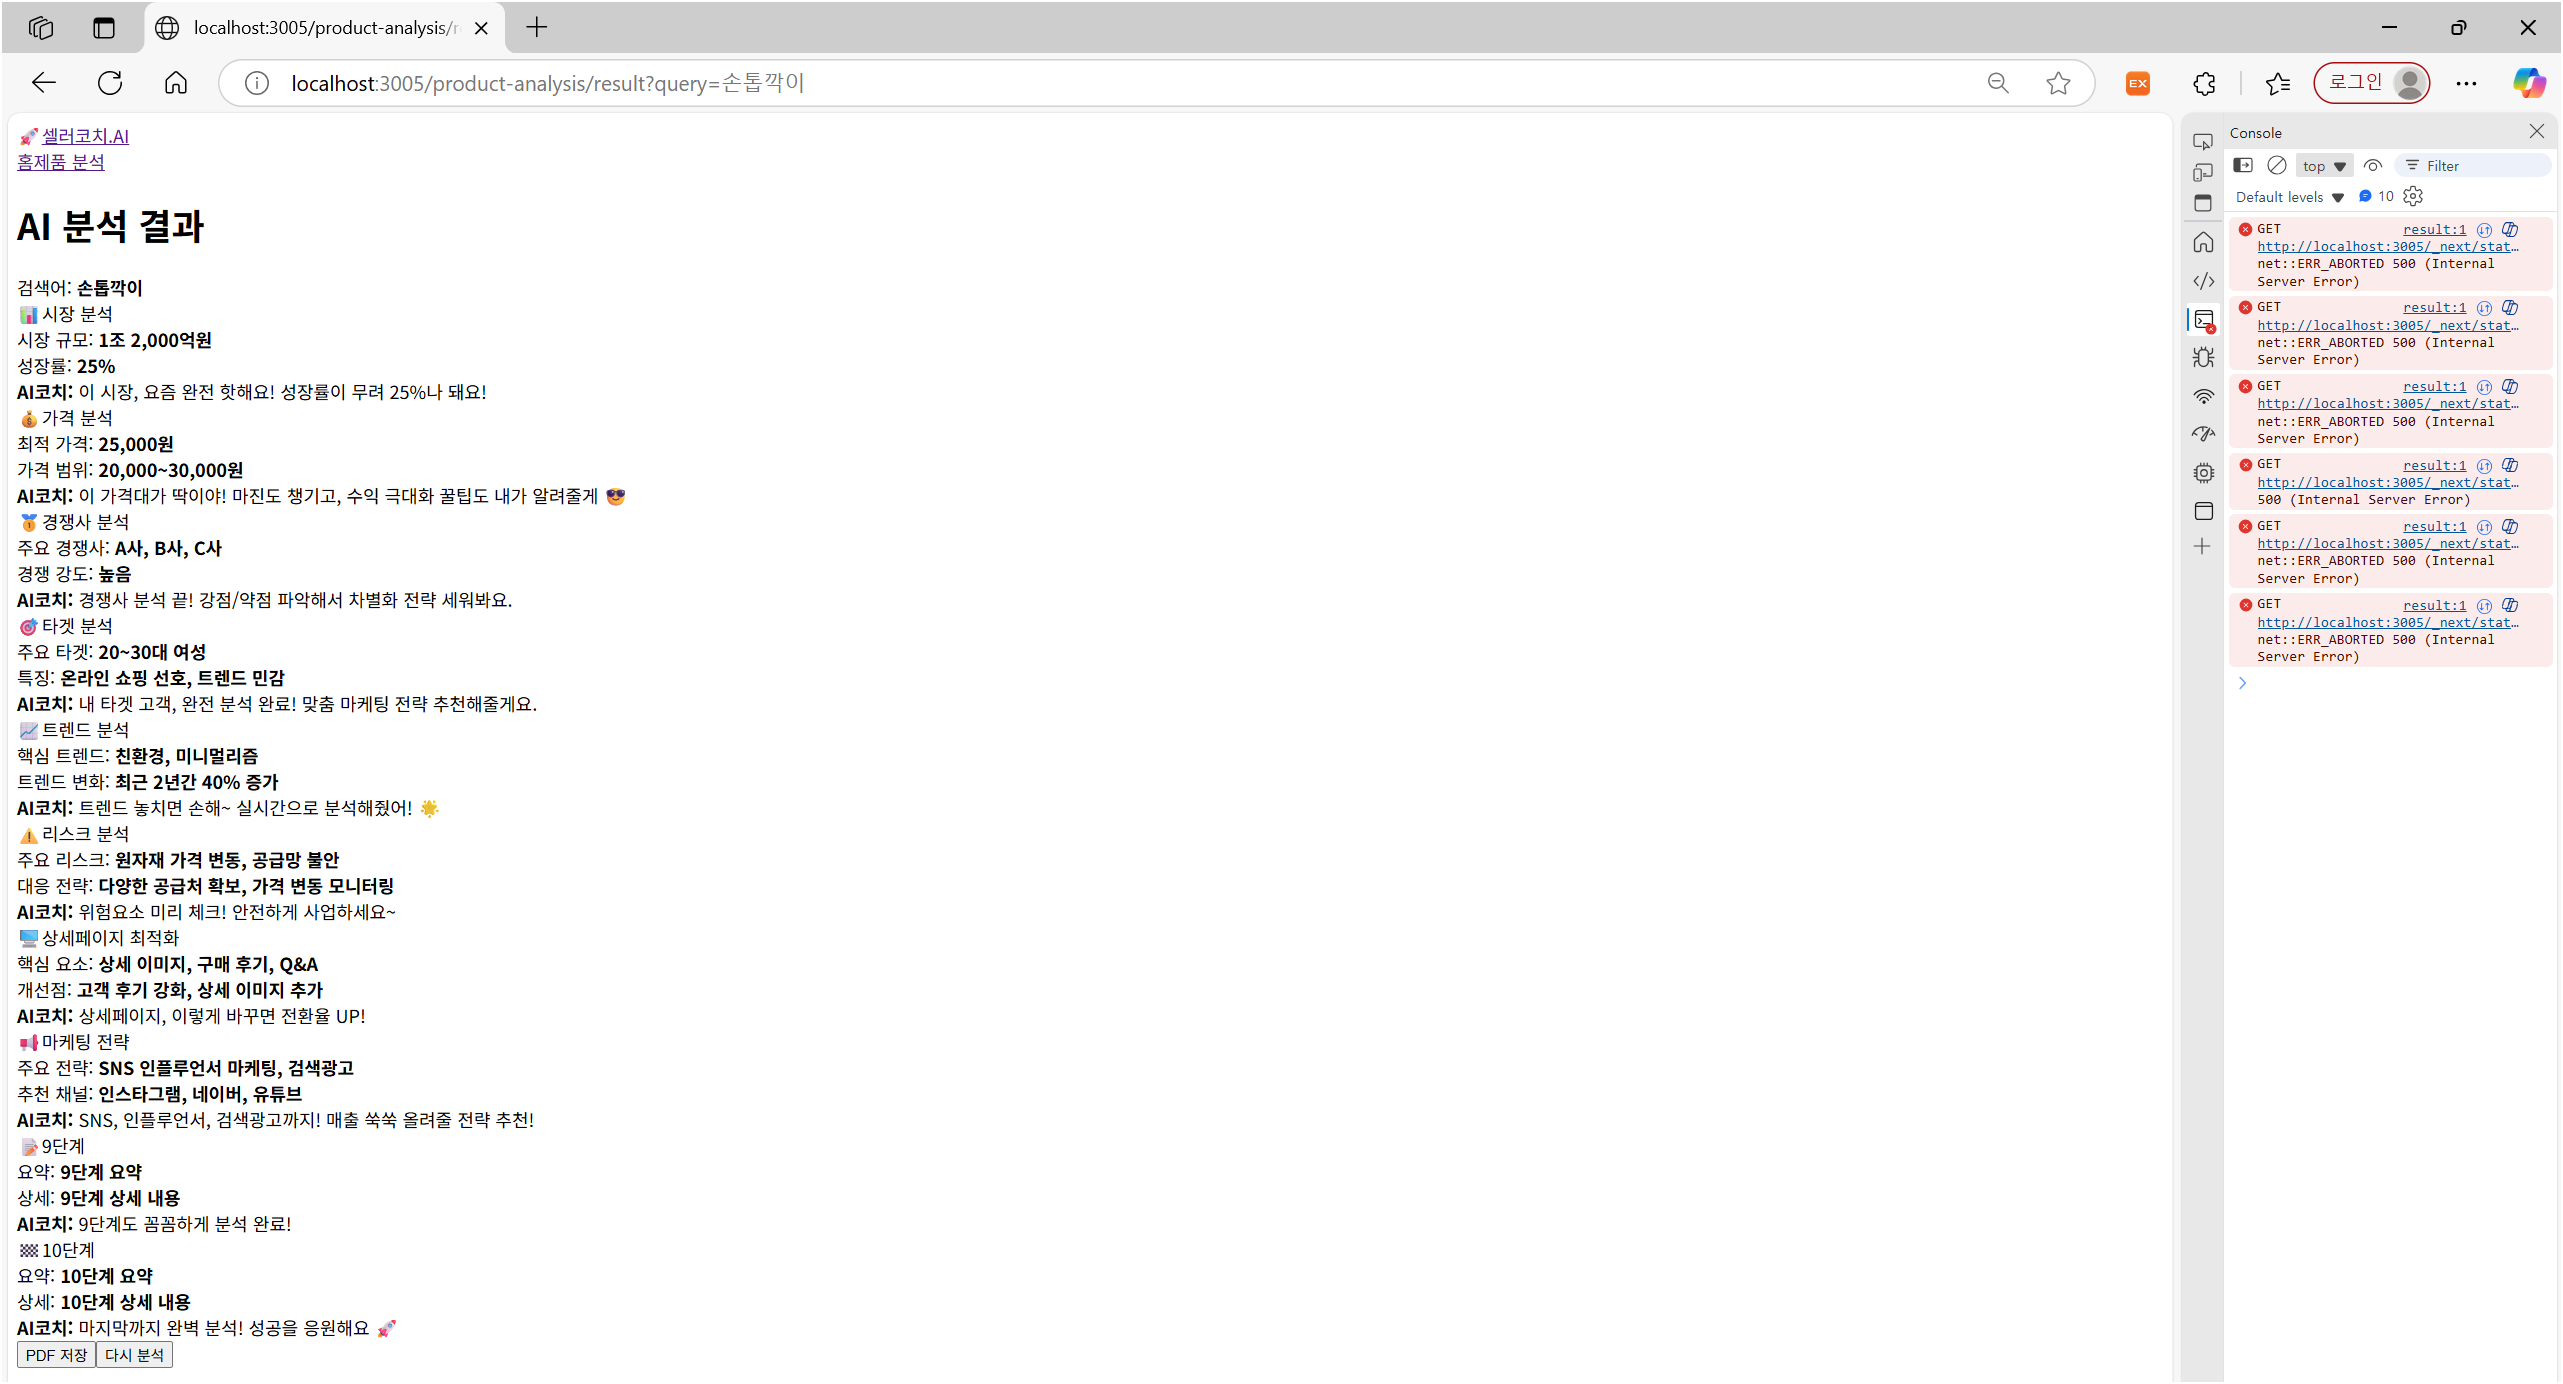 localhost:3005/product-analysis/r
localhost:3005/product-analysis/result?query=손톱깍이
EX
로그인
🚀셀러코치.AI
홈제품 분석
AI 분석 결과
검색어: 손톱깍이
📊시장 분석
시장 규모: 1조 2,000억원
성장률: 25%
AI코치: 이 시장, 요즘 완전 핫해요! 성장률이 무려 25%나 돼요!
💰가격 분석
최적 가격: 25,000원
가격 범위: 20,000~30,000원
AI코치: 이 가격대가 딱이야! 마진도 챙기고, 수익 극대화 꿀팁도 내가 알려줄게 😎
🥇경쟁사 분석
주요 경쟁사: A사, B사, C사
경쟁 강도: 높음
AI코치: 경쟁사 분석 끝! 강점/약점 파악해서 차별화 전략 세워봐요.
🎯타겟 분석
주요 타겟: 20~30대 여성
특징: 온라인 쇼핑 선호, 트렌드 민감
AI코치: 내 타겟 고객, 완전 분석 완료! 맞춤 마케팅 전략 추천해줄게요.
📈트렌드 분석
핵심 트렌드: 친환경, 미니멀리즘
트렌드 변화: 최근 2년간 40% 증가
AI코치: 트렌드 놓치면 손해~ 실시간으로 분석해줬어! 🌟
⚠️리스크 분석
주요 리스크: 원자재 가격 변동, 공급망 불안
대응 전략: 다양한 공급처 확보, 가격 변동 모니터링
AI코치: 위험요소 미리 체크! 안전하게 사업하세요~
🖥️상세페이지 최적화
핵심 요소: 상세 이미지, 구매 후기, Q&A
개선점: 고객 후기 강화, 상세 이미지 추가
AI코치: 상세페이지, 이렇게 바꾸면 전환율 UP!
📢마케팅 전략
주요 전략: SNS 인플루언서 마케팅, 검색광고
추천 채널: 인스타그램, 네이버, 유튜브
AI코치: SNS, 인플루언서, 검색광고까지! 매출 쑥쑥 올려줄 전략 추천!
📝9단계
요약: 9단계 요약
상세: 9단계 상세 내용
AI코치: 9단계도 꼼꼼하게 분석 완료!
🏁10단계
요약: 10단계 요약
상세: 10단계 상세 내용
AI코치: 마지막까지 완벽 분석! 성공을 응원해요 🚀
PDF 저장 다시 분석
Console
top Filter
Default levels 10
GET result:1
http://localhost:3005/_next/stat…
net::ERR_ABORTED 500 (Internal
Server Error)
GET result:1
http://localhost:3005/_next/stat…
net::ERR_ABORTED 500 (Internal
Server Error)
GET result:1
http://localhost:3005/_next/stat…
net::ERR_ABORTED 500 (Internal
Server Error)
GET result:1
http://localhost:3005/_next/stat…
500 (Internal Server Error)
GET result:1
http://localhost:3005/_next/stat…
net::ERR_ABORTED 500 (Internal
Server Error)
GET result:1
http://localhost:3005/_next/stat…
net::ERR_ABORTED 500 (Internal
Server Error)